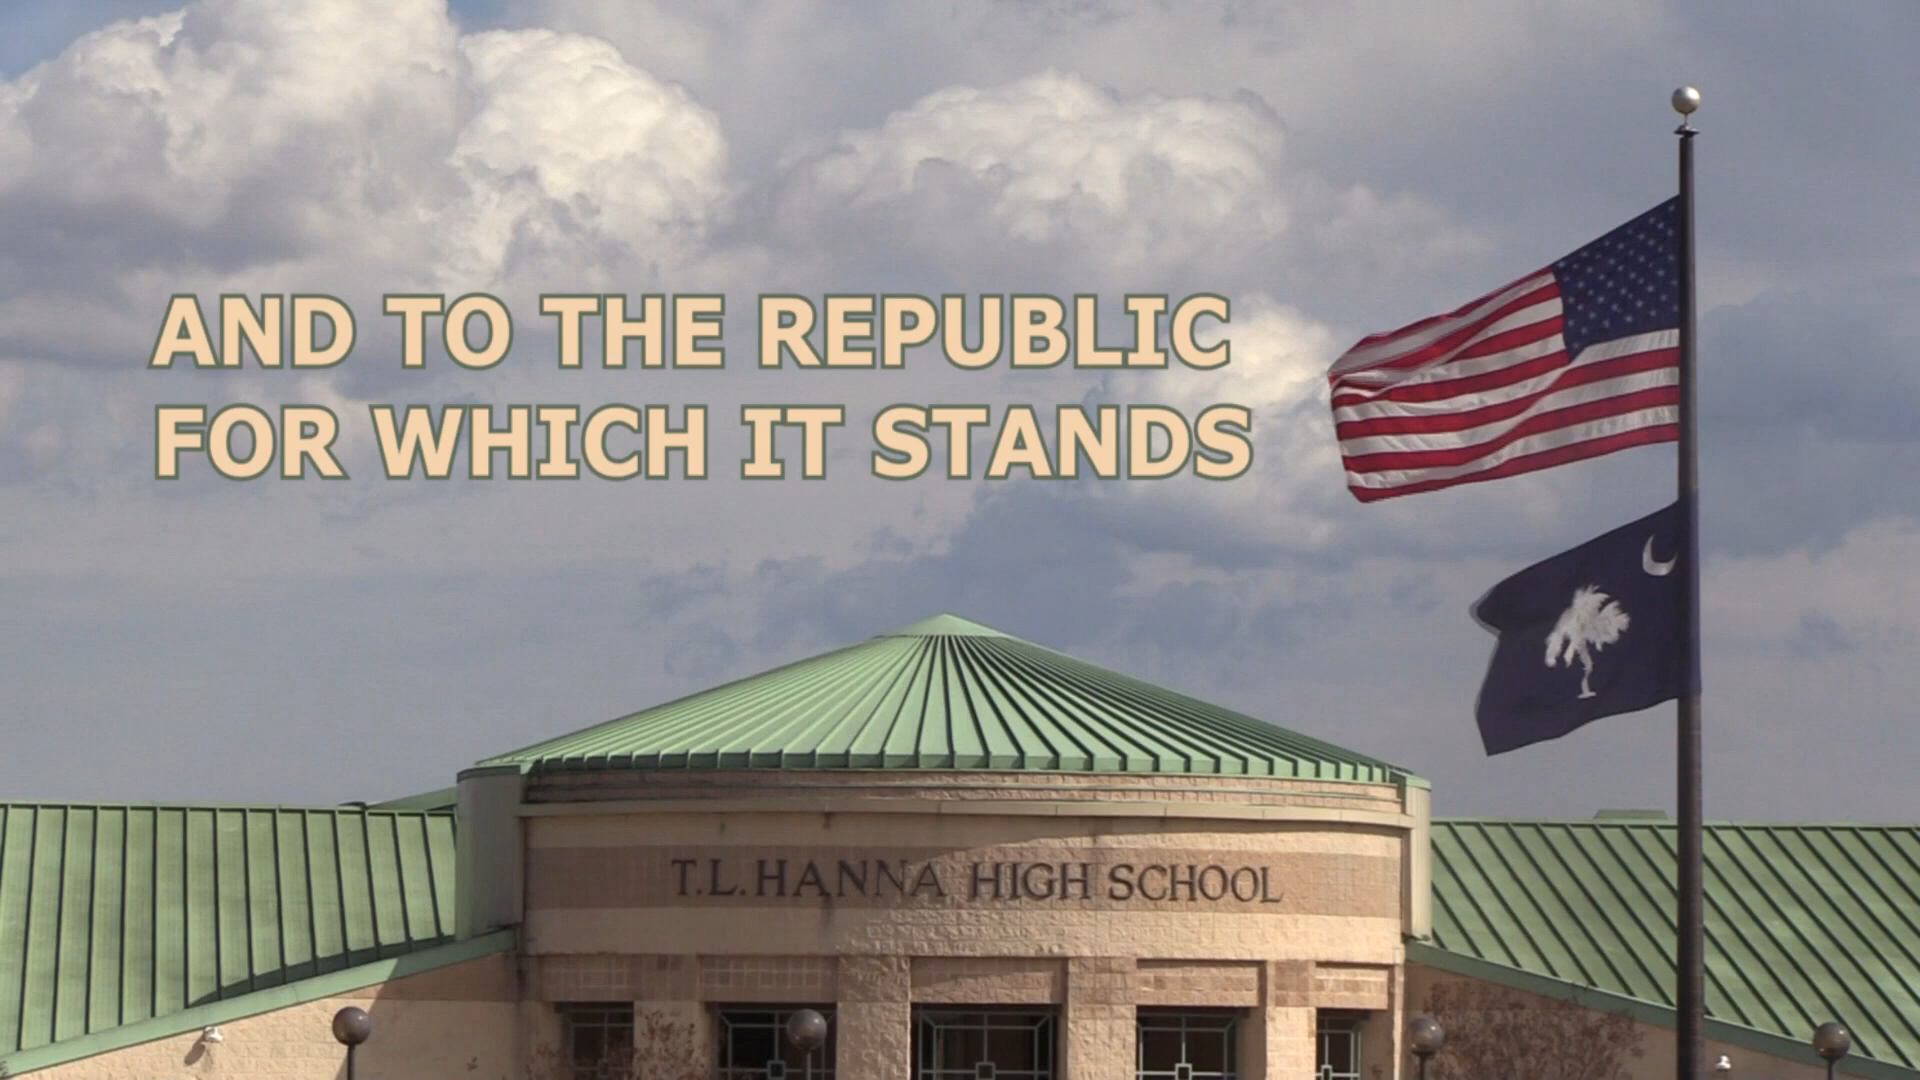 AND TO THE REPUBLIC
FOR WHICH IT STANDS
T.L. HANNA HIGH SCHOOL